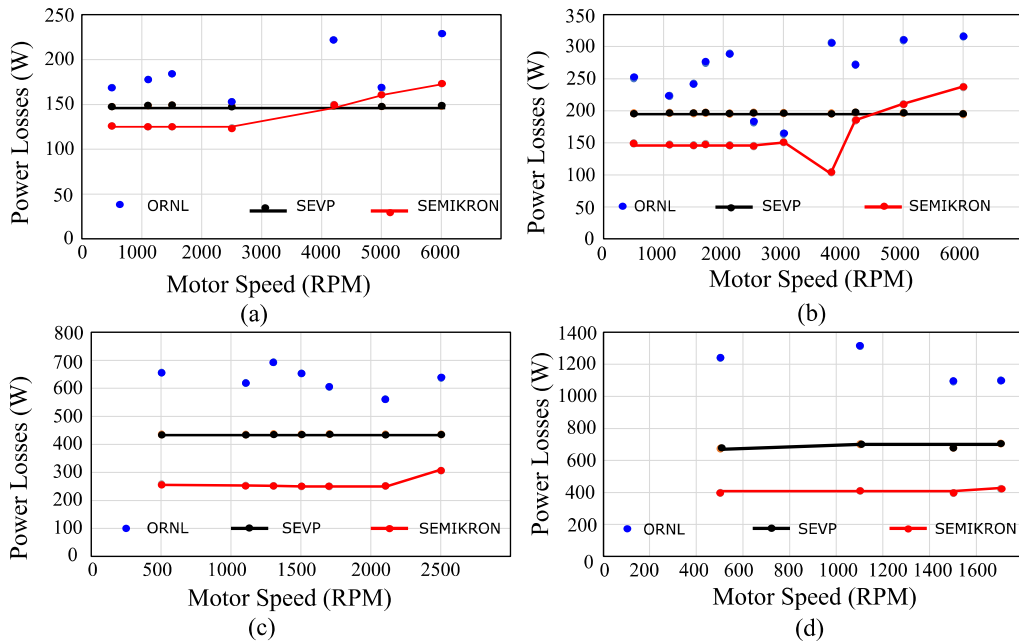 250
200
150
100
50
0
Power Losses (W)
ORNL SEVP SEMIKRON
0 1000 2000 3000 4000 5000 6000
Motor Speed (RPM)
(a)
350
300
250
200
150
100
50
0
Power Losses (W)
ORNL SEVP SEMIKRON
0 1000 2000 3000 4000 5000 6000
Motor Speed (RPM)
(b)
800
700
600
500
400
300
200
100
0
Power Losses (W)
ORNL SEVP SEMIKRON
0 500 1000 1500 2000 2500
Motor Speed (RPM)
(c)
1400
1200
1000
800
600
400
200
0
Power Losses (W)
ORNL SEVP SEMIKRON
0 200 400 600 800 1000 1200 1400 1600
Motor Speed (RPM)
(d)